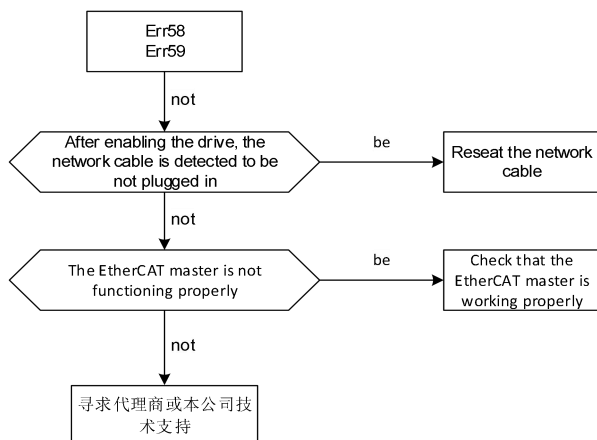 Err58
Err59
not
After enabling the drive, the
network cable is detected to be
not plugged in
be
Reseat the network
cable
not
The EtherCAT master is not
functioning properly
be
Check that the
EtherCAT master is
working properly
not
寻求代理商或本公司技
术支持